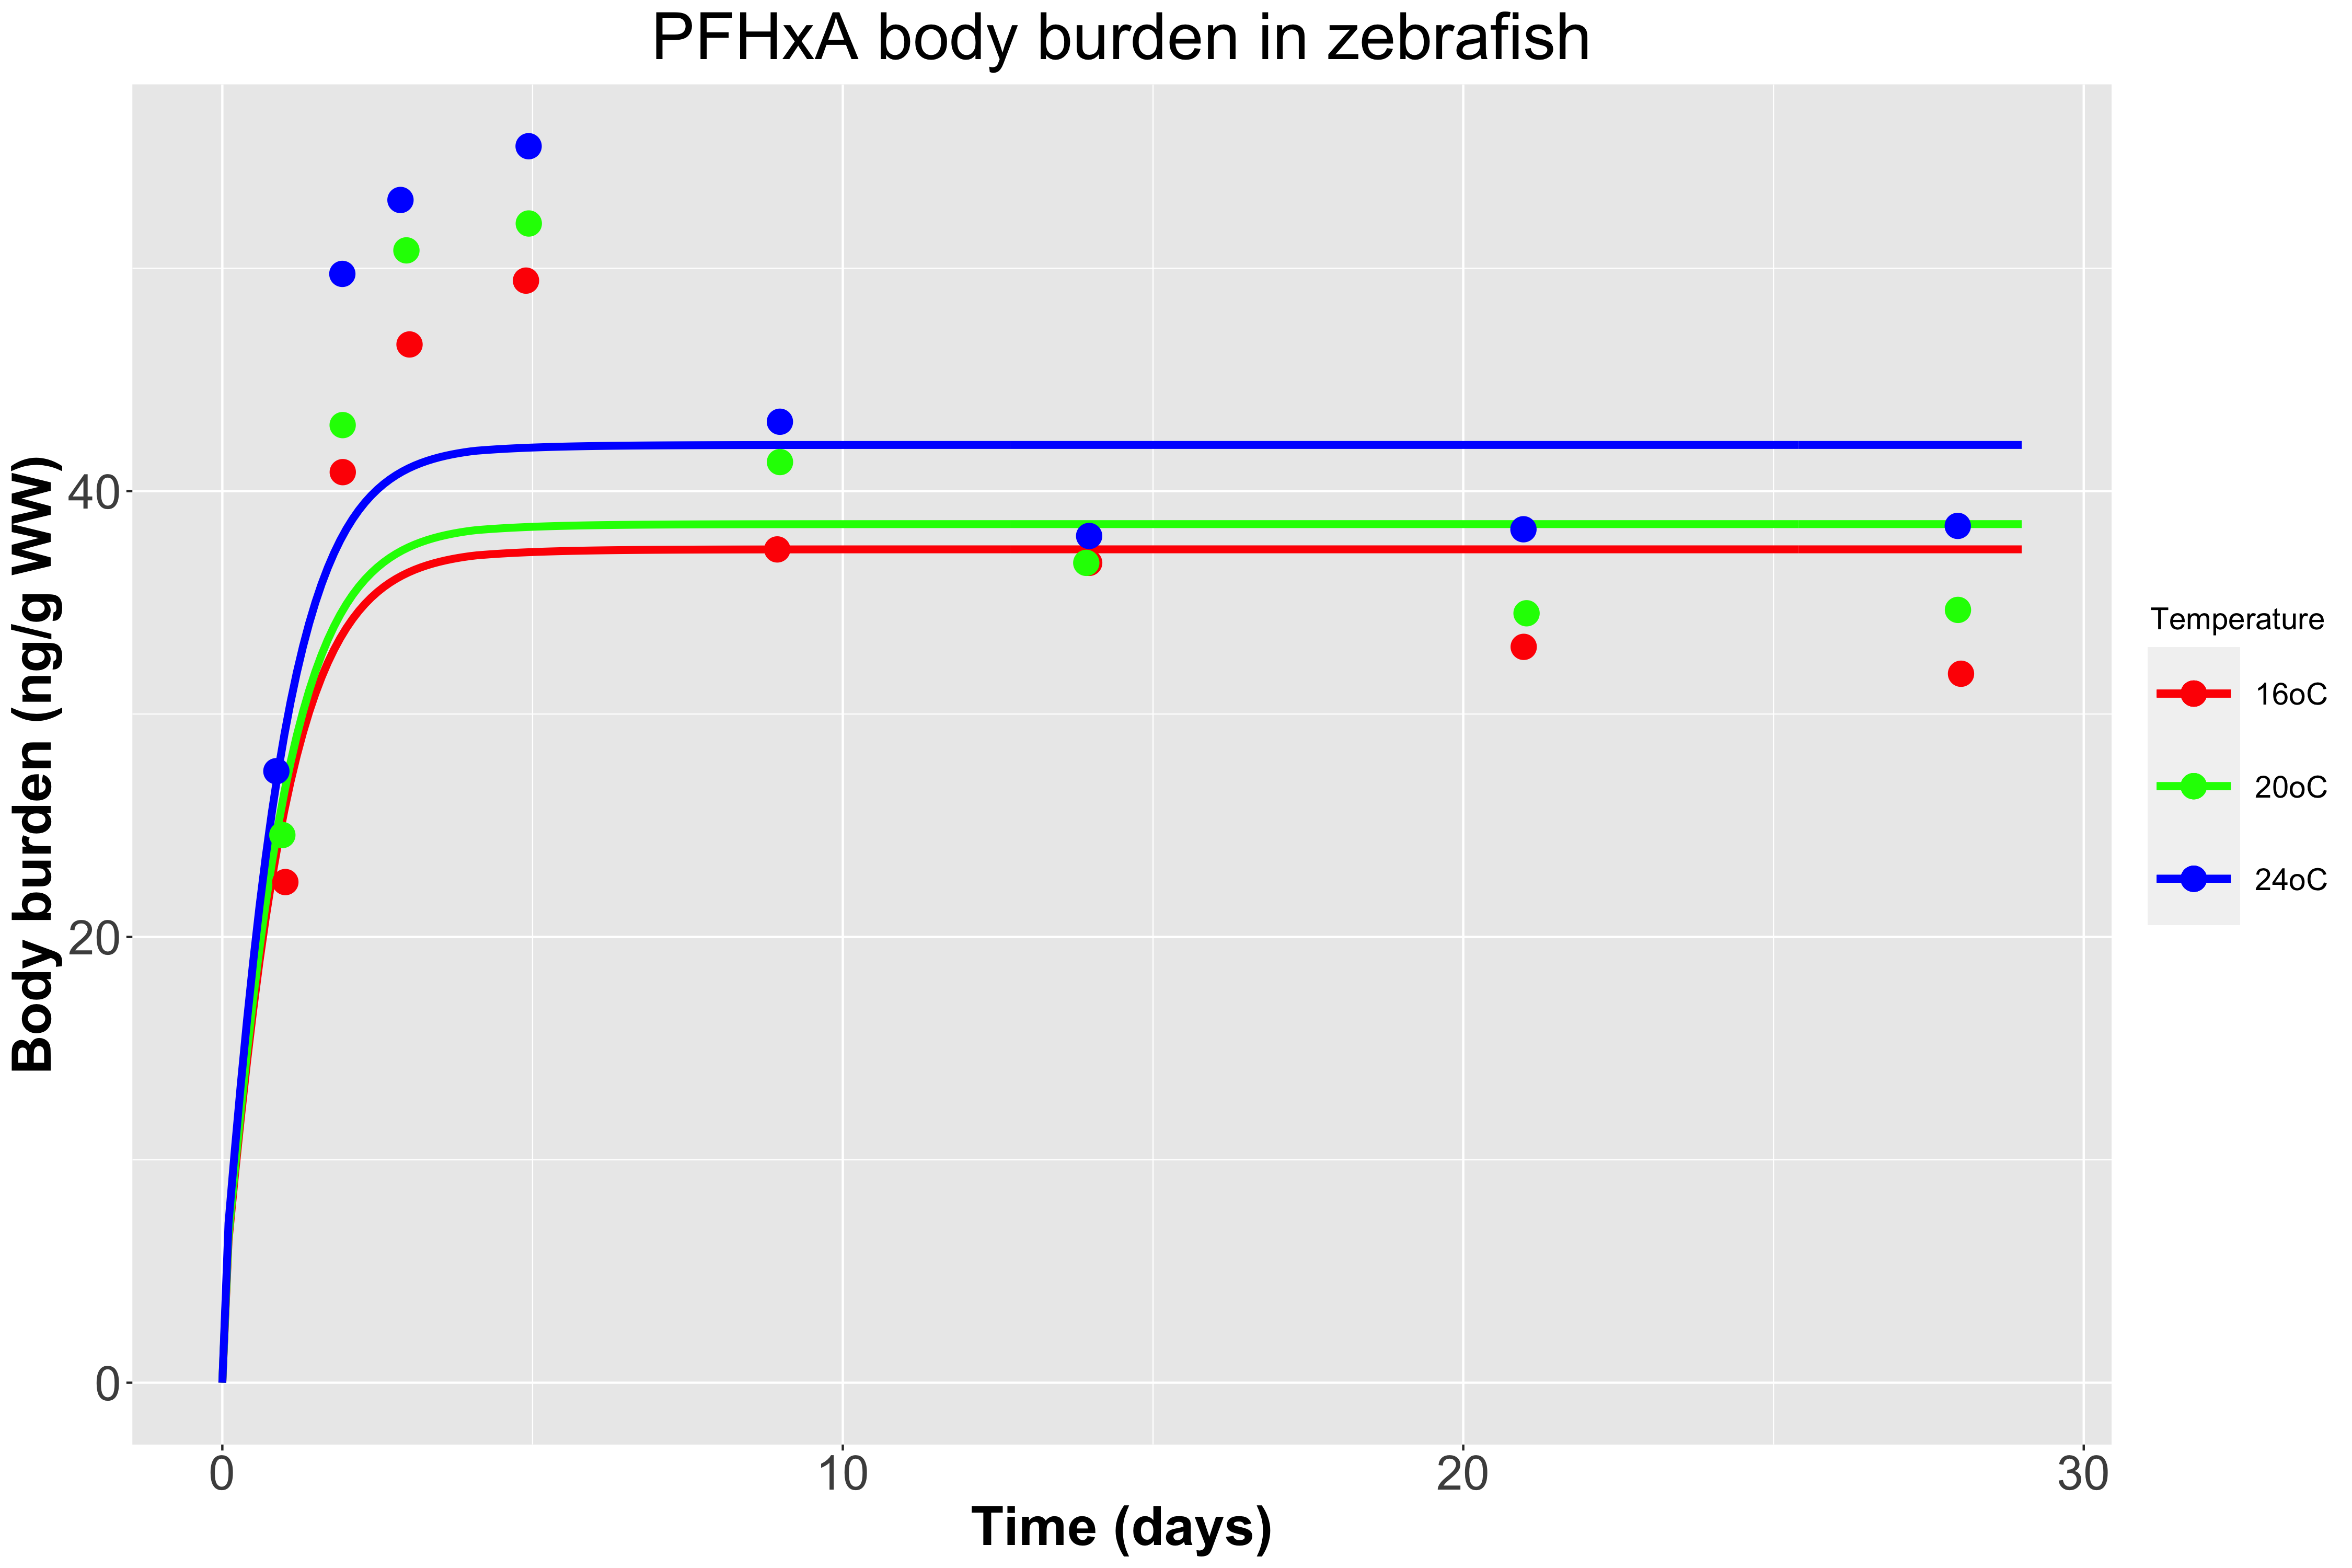 PFHxA body burden in zebrafish
Body burden (ng/g WW)
40
20
0
0 10 20 30
Time (days)
Temperature
16oC
20oC
24oC